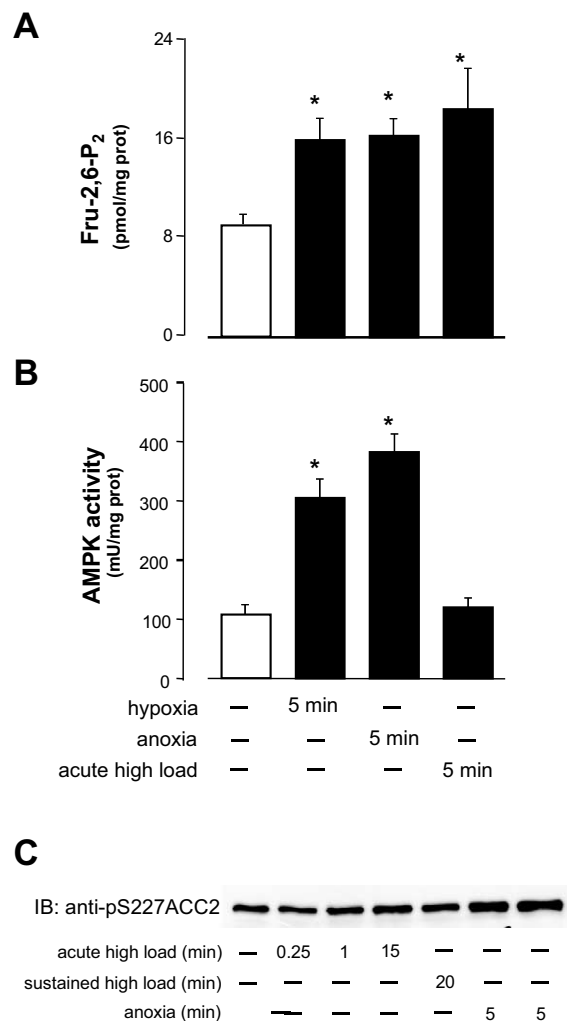 A
24
16
8
0
Fru-2,6-P2
(pmol/mg prot)
* * *
B
500
400
300
200
100
0
AMPK activity
(mU/mg prot)
* *
hypoxia – 5 min – –
anoxia – – 5 min –
acute high load – – – 5 min
C
IB: anti-pS227ACC2
acute high load (min) – 0.25 1 15 – – –
sustained high load (min) – – – – 20 – –
anoxia (min) – – – – – 5 5